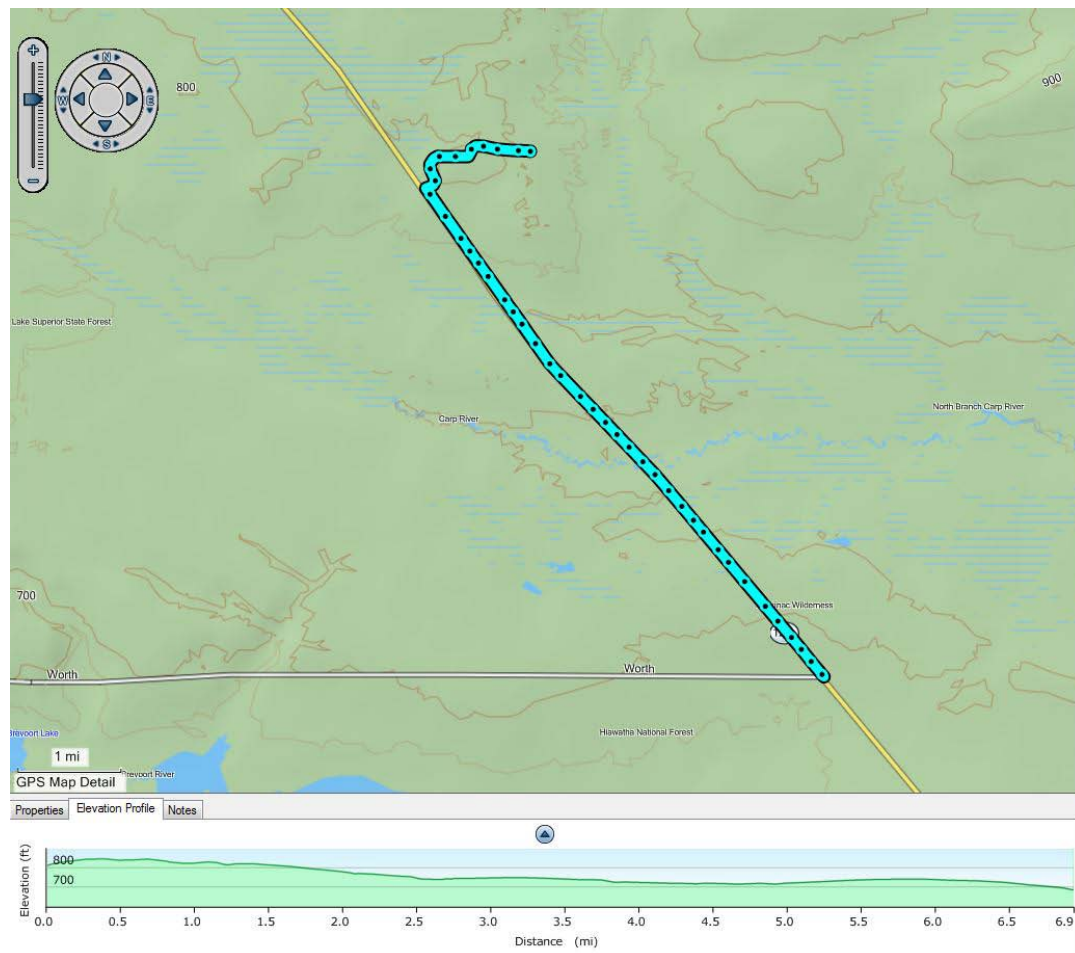 +
N
W
E
S
800
900
Lake Superior State Forest
Carp River
North Branch Carp River
700
Wilderness
Worth
Worth
Hiawatha National Forest
Lake
1 mi
River
GPS Map Detail
Properties
Elevation Profile
Notes
Elevation (ft)
800
700
0.0 0.5 1.0 1.5 2.0 2.5 3.0 3.5 4.0 4.5 5.0 5.5 6.0 6.5 6.9
Distance (mi)